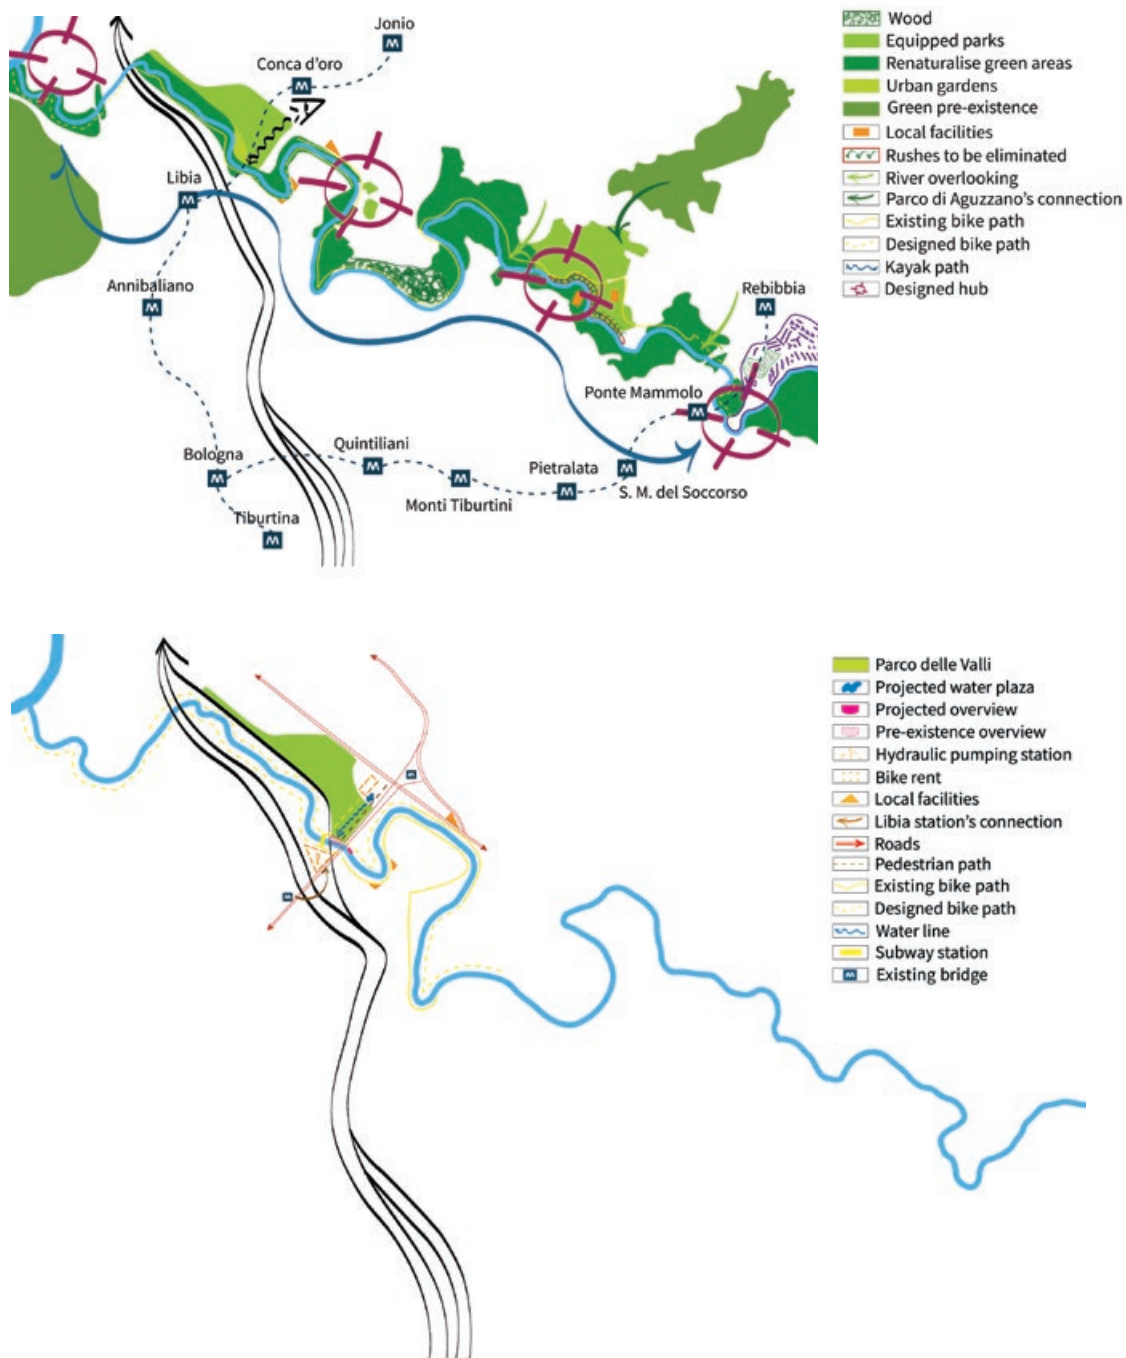 Jonio
Conca d'oro
Libia
Annibaliano
Rebibbia
Ponte Mammolo
Bologna
Quintiliani
Pietralata
Monti Tiburtini
S. M. del Soccorso
Tiburtina
Wood
Equipped parks
Renaturalise green areas
Urban gardens
Green pre-existence
Local facilities
Rushes to be eliminated
River overlooking
Parco di Aguzzano's connection
Existing bike path
Designed bike path
Kayak path
Designed hub
Parco delle Valli
Projected water plaza
Projected overview
Pre-existence overview
Hydraulic pumping station
Bike rent
Local facilities
Libia station's connection
Roads
Pedestrian path
Existing bike path
Designed bike path
Water line
Subway station
Existing bridge